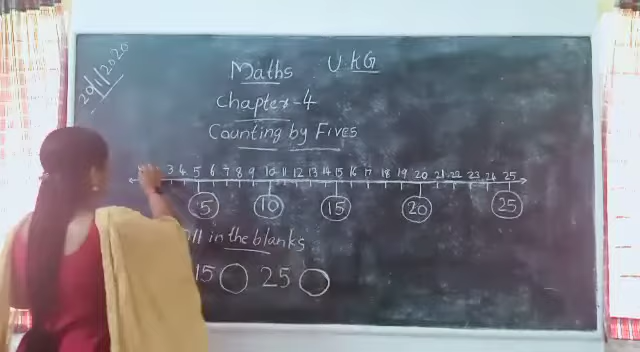 20/1/2020
Maths U.KG
Chapter-4
Counting by Fives
3 4 5 6 7 8 9 10 11 12 13 14 15 16 17 18 19 20 21 22 23 24 25
5 10 15 20 25
in the blanks
15 25